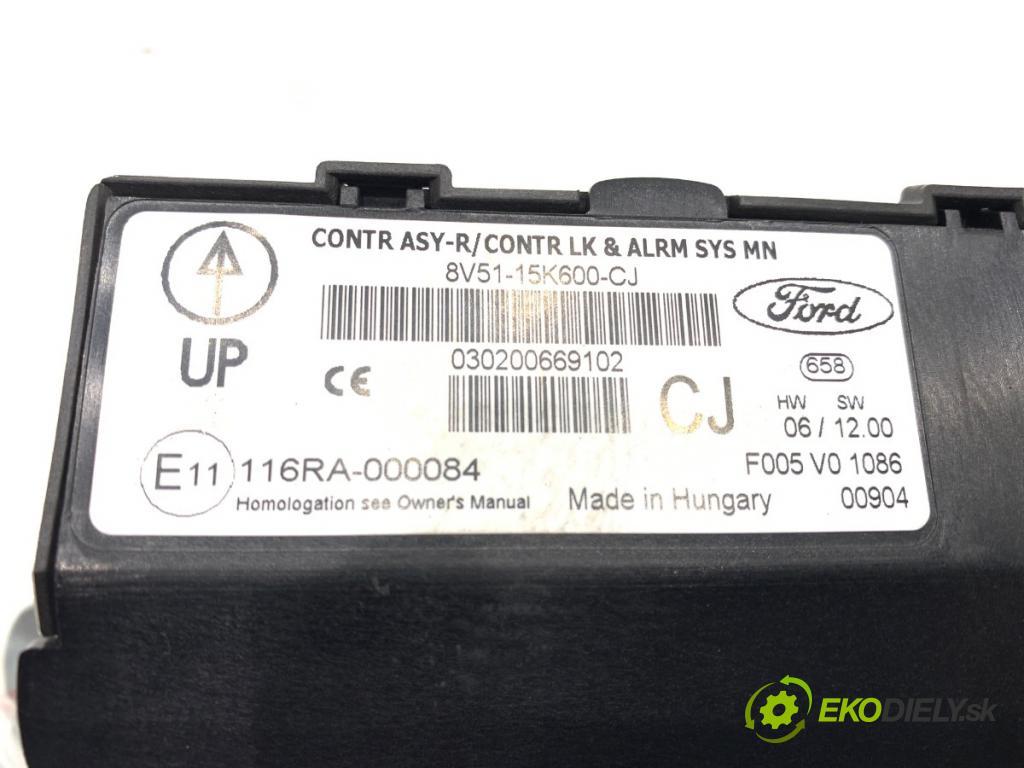 CONTR ASY-R/CONTR LK & ALRM SYS MN
8V51-15K600-CJ
Ford
UP
CE
030200669102
CJ
658
HW SW
06 / 12.00
E11 116RA-000084
F005 V0 1086
Homologation see Owner's Manual
Made in Hungary
00904
EKODIELY.sk